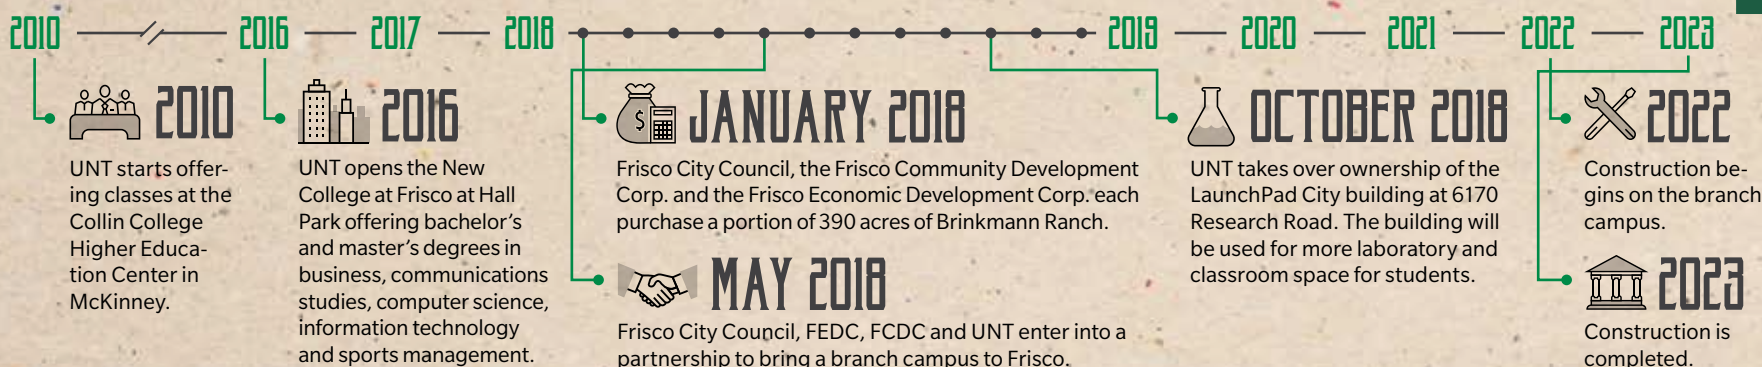 2010 2016 2017 2018 2019 2020 2021 2022 2023
2010
UNT starts offer-
ing classes at the
Collin College
Higher Educa-
tion Center in
McKinney.
2016
UNT opens the New
College at Frisco at Hall
Park offering bachelor’s
and master’s degrees in
business, communications
studies, computer science,
information technology
and sports management.
JANUARY 2018
Frisco City Council, the Frisco Community Development
Corp. and the Frisco Economic Development Corp. each
purchase a portion of 390 acres of Brinkmann Ranch.
MAY 2018
Frisco City Council, FEDC, FCDC and UNT enter into a
partnership to bring a branch campus to Frisco.
OCTOBER 2018
UNT takes over ownership of the
LaunchPad City building at 6170
Research Road. The building will
be used for more laboratory and
classroom space for students.
2022
Construction be-
gins on the branch
campus.
2023
Construction is
completed.